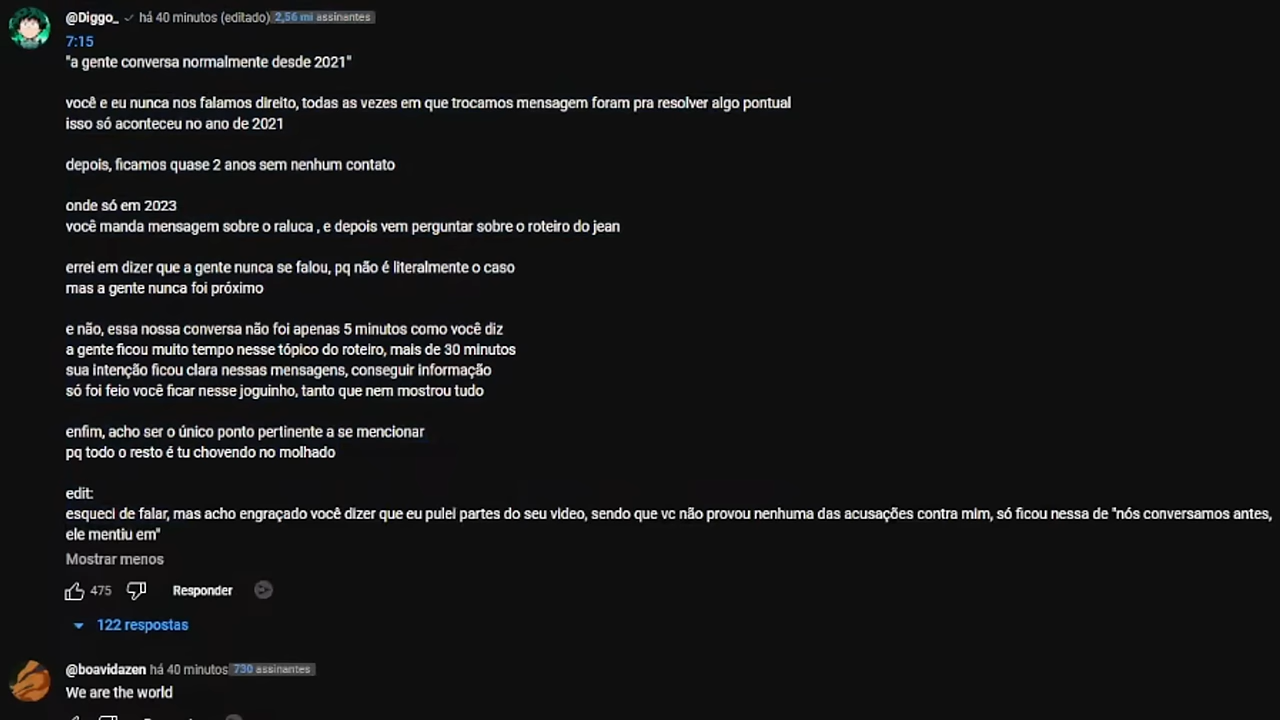 @Diggo_ há 40 minutos (editado) 2,56 mi assinantes
7:15
"a gente conversa normalmente desde 2021"
você e eu nunca nos falamos direito, todas as vezes em que trocamos mensagem foram pra resolver algo pontual
isso só aconteceu no ano de 2021
depois, ficamos quase 2 anos sem nenhum contato
onde só em 2023
você manda mensagem sobre o raluca , e depois vem perguntar sobre o roteiro do jean
errei em dizer que a gente nunca se falou, pq não é literalmente o caso
mas a gente nunca foi próximo
e não, essa nossa conversa não foi apenas 5 minutos como você diz
a gente ficou muito tempo nesse tópico do roteiro, mais de 30 minutos
sua intenção ficou clara nessas mensagens, conseguir informação
só foi feio você ficar nesse joguinho, tanto que nem mostrou tudo
enfim, acho ser o único ponto pertinente a se mencionar
pq todo o resto é tu chovendo no molhado
edit:
esqueci de falar, mas acho engraçado você dizer que eu pulei partes do seu video, sendo que vc não provou nenhuma das acusações contra mim, só ficou nessa de "nós conversamos antes,
ele mentiu em"
Mostrar menos
475 Responder
122 respostas
@boavidazen há 40 minutos 730 assinantes
We are the world